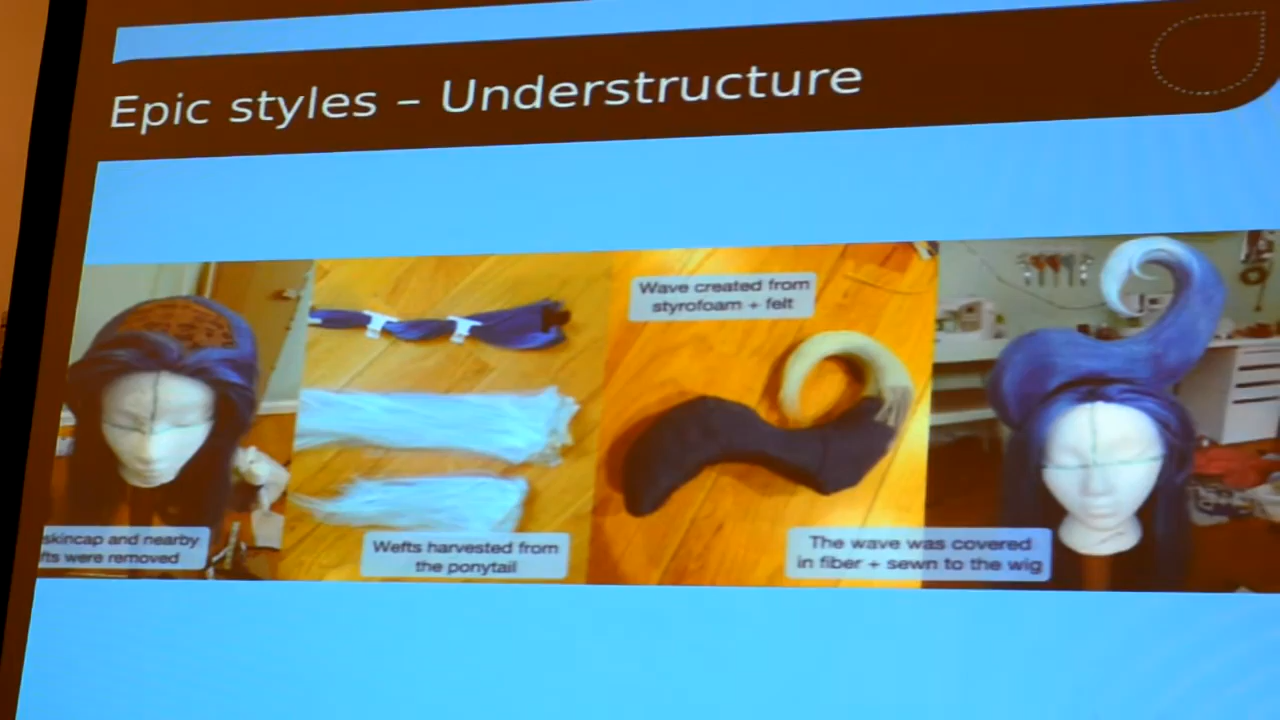 Epic styles – Understructure
Wave created from
styrofoam + felt
skincap and nearby
fts were removed
Wefts harvested from
the ponytail
The wave was covered
in fiber + sewn to the wig